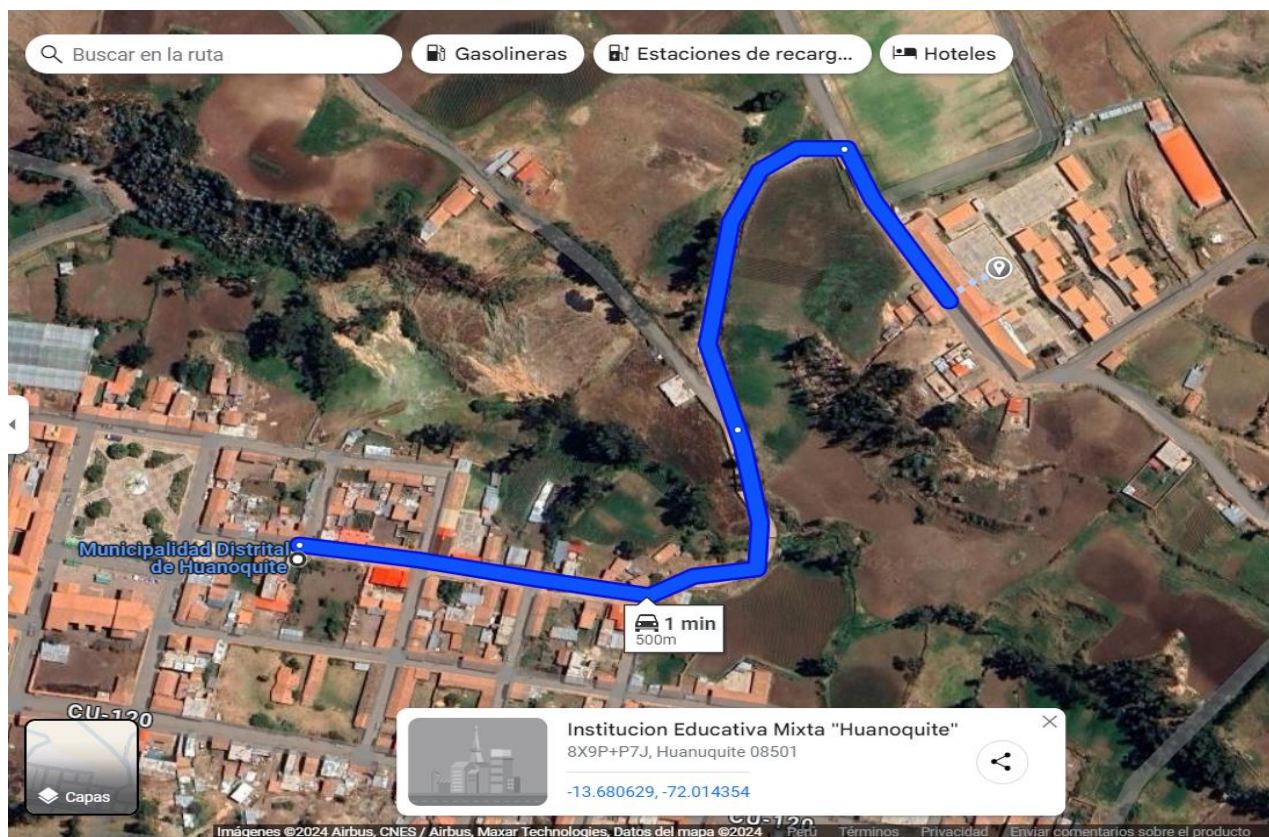 Buscar en la ruta
Gasolineras
Estaciones de recarg...
Hoteles
Municipalidad Distrital
de Huanoquite
1 min
500m
CU-120
Institucion Educativa Mixta "Huanoquite"
8X9P+P7J, Huanuquite 08501
-13.680629, -72.014354
Capas
CU-120
Imágenes ©2024 Airbus, CNES / Airbus, Maxar Technologies, Datos del mapa ©2024 Perú Términos Privacidad Enviar comentarios sobre el producto